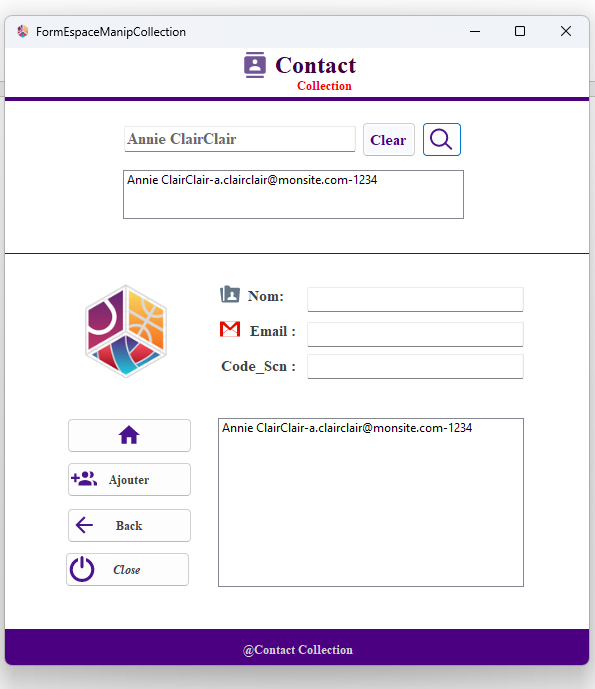 FormEspaceManipCollection
Contact
Collection
Annie ClairClair
Clear
Annie ClairClair-a.clairclair@monsite.com-1234
Nom:
Email :
Code_Scn :
Annie ClairClair-a.clairclair@monsite.com-1234
Ajouter
Back
Close
@Contact Collection